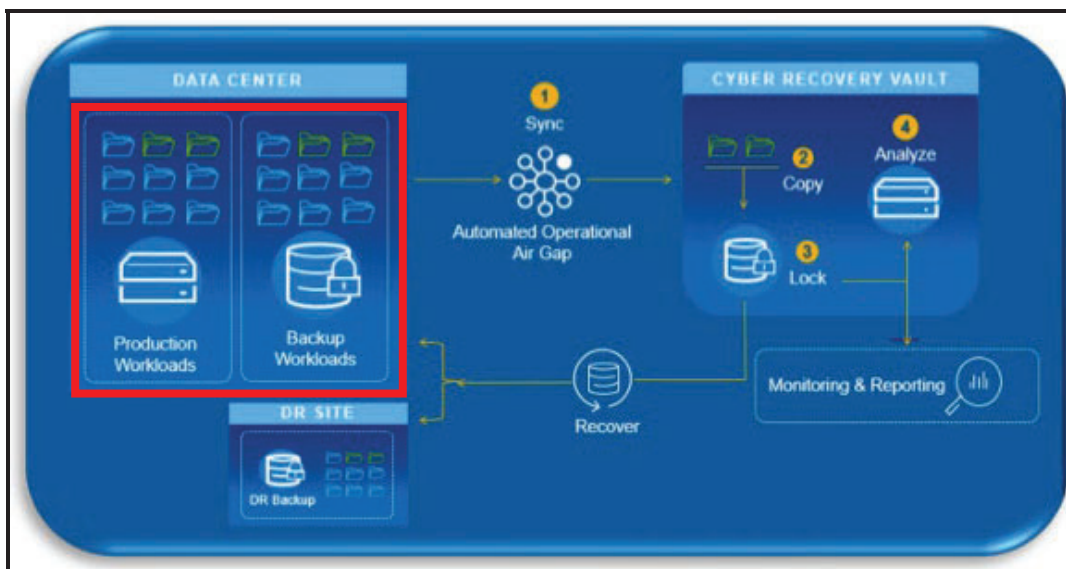 DATA CENTER
Production
Workloads
Backup
Workloads
1
Sync
Automated Operational
Air Gap
CYBER RECOVERY VAULT
2
Copy
3
Lock
4
Analyze
Monitoring & Reporting
Recover
DR SITE
DR Backup